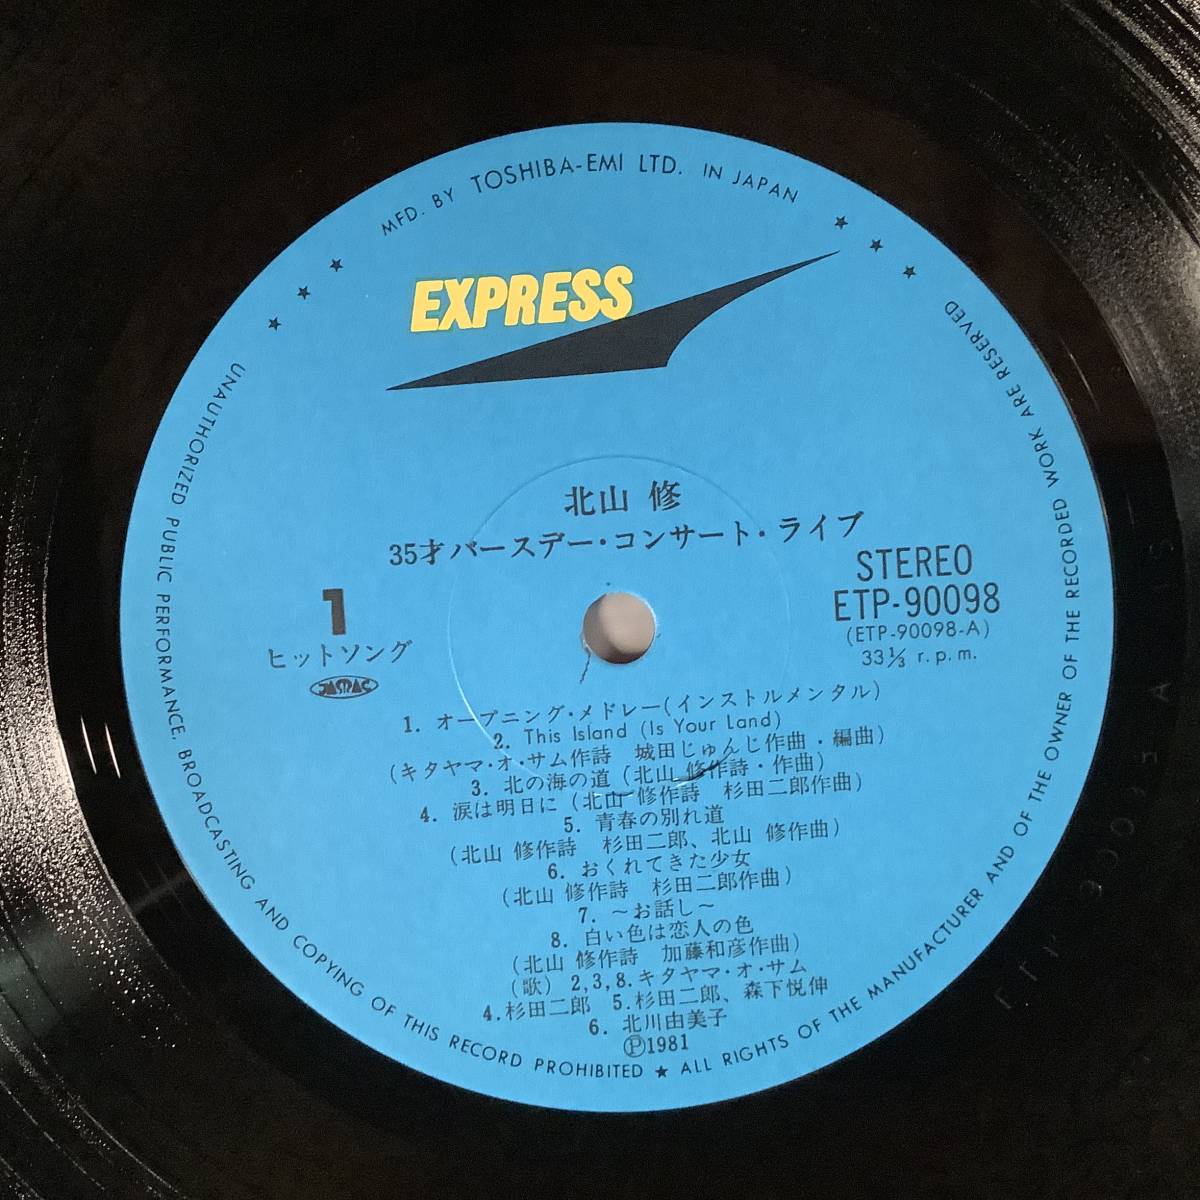 MFD. BY TOSHIBA-EMI LTD. IN JAPAN
★ ★ ★
★ ★ ★
EXPRESS
北山 修
35才バースデー・コンサート・ライブ
STEREO
ETP-90098
(ETP-90098-A)
33⅓ r.p.m.
1
ヒットソング
JASRAC
1. オープニング・メドレー(インストルメンタル)
2. This Island (Is Your Land)
(キタヤマ・オ・サム作詩 城田じゅんじ作曲・編曲)
3. 北の海の道 (北山 修作詩・作曲)
4. 涙は明日に (北山 修作詩 杉田二郎作曲)
5. 青春の別れ道
(北山 修作詩 杉田二郎、北山 修作曲)
6. おくれてきた少女
(北山 修作詩 杉田二郎作曲)
7. 〜お話し〜
8. 白い色は恋人の色
(北山 修作詩 加藤和彦作曲)
(歌) 2,3,8.キタヤマ・オ・サム
4.杉田二郎 5.杉田二郎、森下悦伸
6. 北川由美子
Ⓟ1981
UNAUTHORIZED PUBLIC PERFORMANCE, BROADCASTING AND COPYING OF THIS RECORD PROHIBITED ★ ALL RIGHTS OF THE MANUFACTURER AND OF THE OWNER OF THE RECORDED WORK ARE RESERVED